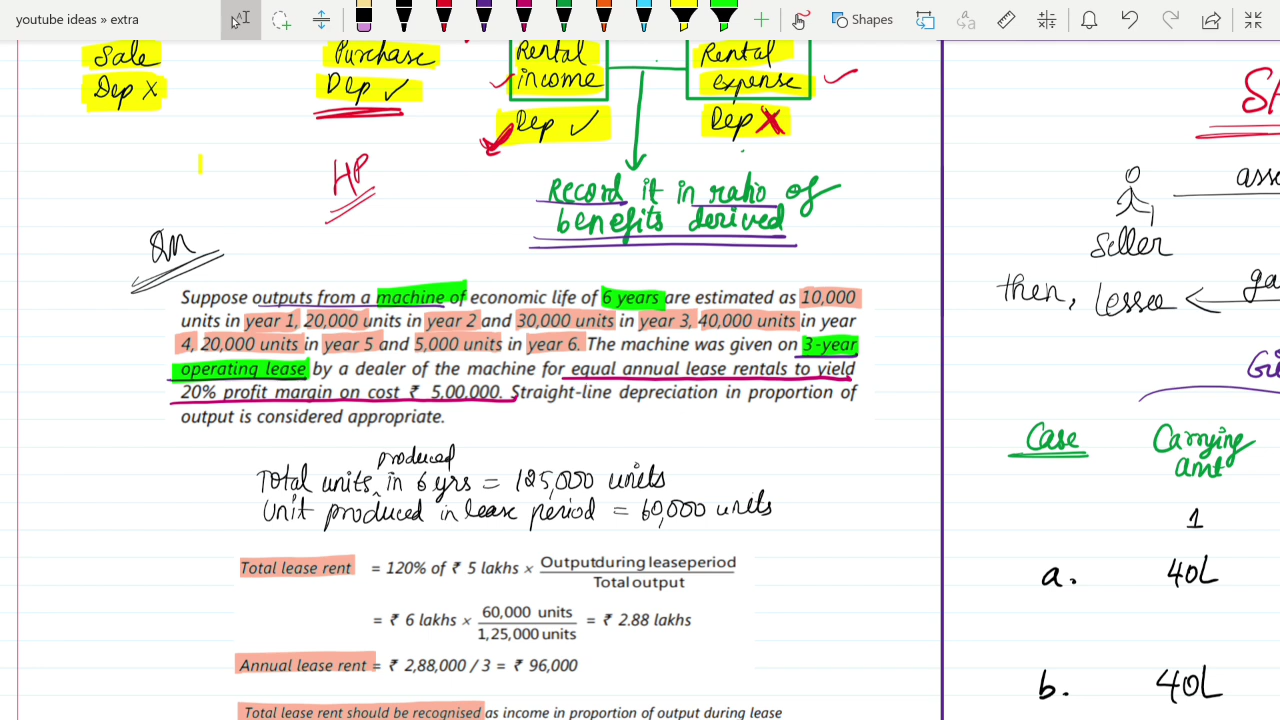 youtube ideas » extra
Shapes
Sale
Dep X
Purchase
Dep ✓
Rental
income
Dep ✓
Rental
expense
Dep X
HP
Record it in ratio of
benefits derived
Suppose outputs from a machine of economic life of 6 years are estimated as 10,000
units in year 1, 20,000 units in year 2 and 30,000 units in year 3, 40,000 units in year
4, 20,000 units in year 5 and 5,000 units in year 6. The machine was given on 3-year
operating lease by a dealer of the machine for equal annual lease rentals to yield
20% profit margin on cost ₹ 5,00,000. Straight-line depreciation in proportion of
output is considered appropriate.
produced
Total units in 6 yrs = 125,000 units
Unit produced in lease period = 60,000 units
Total lease rent = 120% of ₹ 5 lakhs × Outputduring leaseperiod
Total output
= ₹ 6 lakhs × 60,000 units = ₹ 2.88 lakhs
1,25,000 units
Annual lease rent = ₹ 2,88,000 / 3 = ₹ 96,000
Total lease rent should be recognised as income in proportion of output during lease
asse
seller
then, lessee
ga
Case
Carrying
amt
1
a. 40L
b. 40L